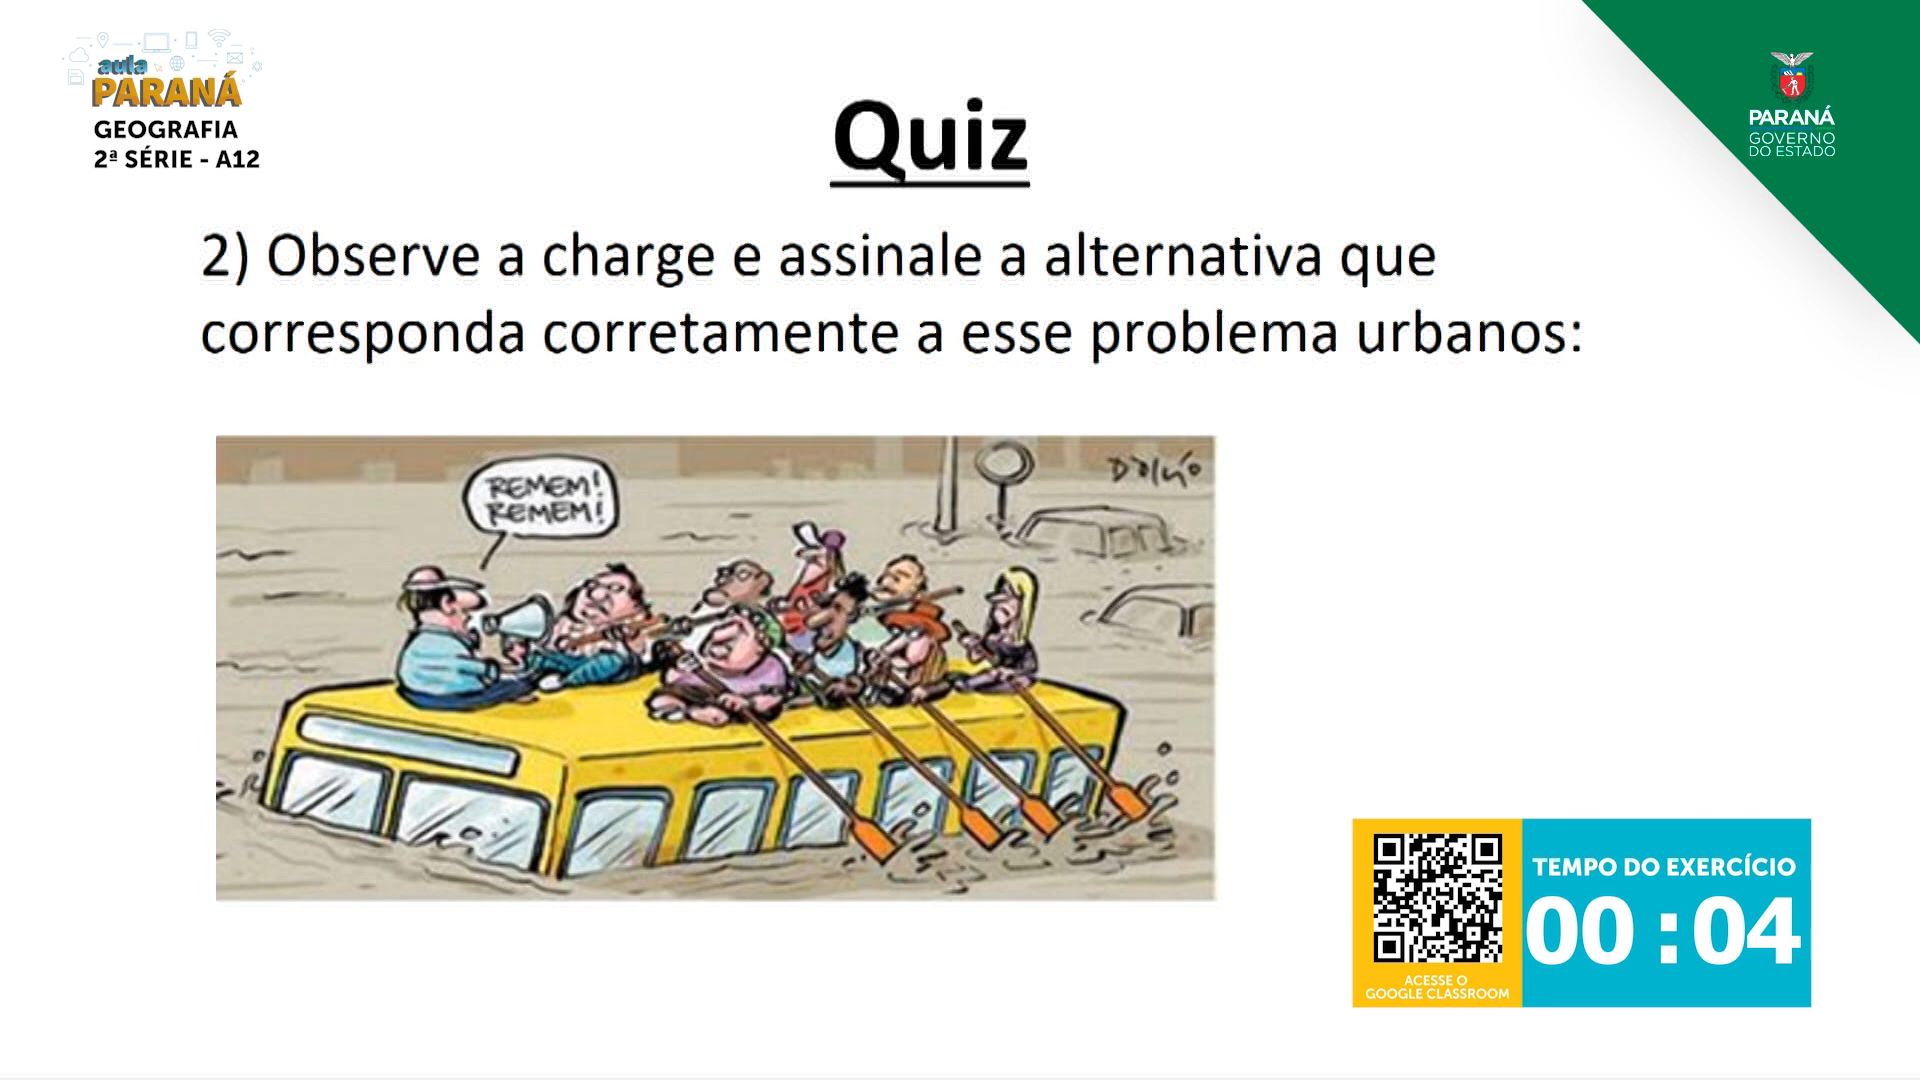 aula
PARANÁ
GEOGRAFIA
2ª SÉRIE - A12
PARANÁ
GOVERNO
DO ESTADO
Quiz
2) Observe a charge e assinale a alternativa que
corresponda corretamente a esse problema urbanos:
REMEM!
REMEM!
TEMPO DO EXERCÍCIO
00 : 04
ACESSE O
GOOGLE CLASSROOM